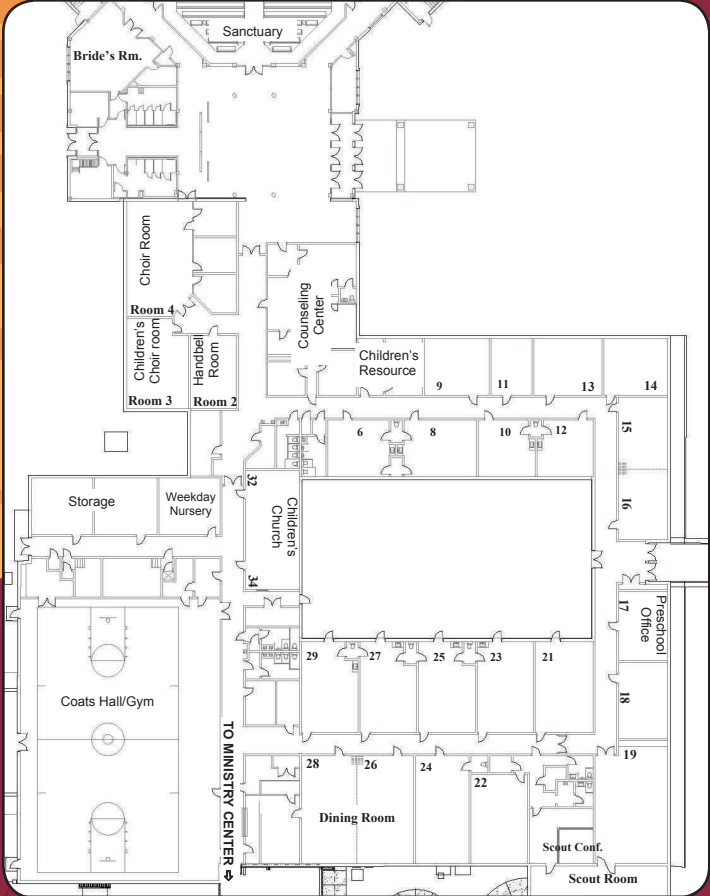 Sanctuary
Bride's Rm.
Choir Room
Room 4
Children's
Choir room
Room 3
Handbell
Room
Room 2
Counseling
Center
Children's
Resource
9
11
13
14
6
8
10
12
15
16
32
Children's
Church
34
Storage
Weekday
Nursery
17
Preschool
Office
18
29
27
25
23
21
Coats Hall/Gym
TO MINISTRY CENTER
28
26
24
22
19
Dining Room
Scout Conf.
Scout Room